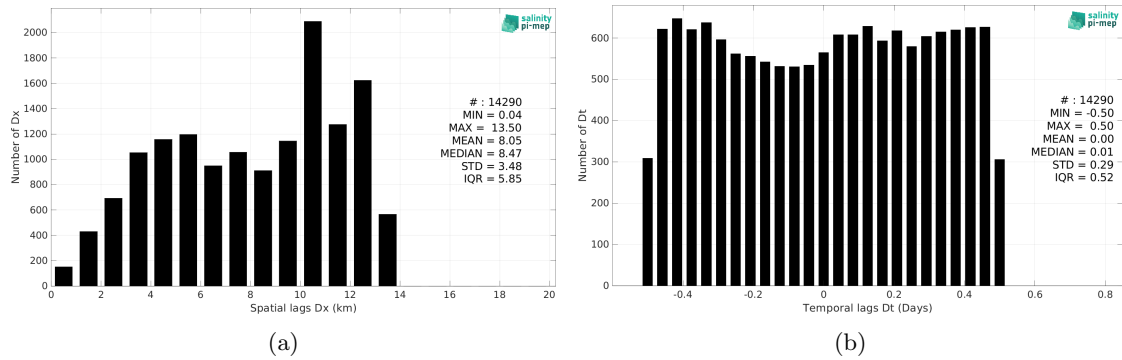 salinity
pi-mep
2000
1800
1600
1400
1200
1000
800
600
400
200
0
Number of Dx
# : 14290
MIN = 0.04
MAX = 13.50
MEAN = 8.05
MEDIAN = 8.47
STD = 3.48
IQR = 5.85
0 2 4 6 8 10 12 14 16 18 20
Spatial lags Dx (km)
(a)
salinity
pi-mep
600
500
400
300
200
100
0
Number of Dt
# : 14290
MIN = -0.50
MAX = 0.50
MEAN = 0.00
MEDIAN = 0.01
STD = 0.29
IQR = 0.52
-0.4 -0.2 0 0.2 0.4 0.6 0.8
Temporal lags Dt (Days)
(b)